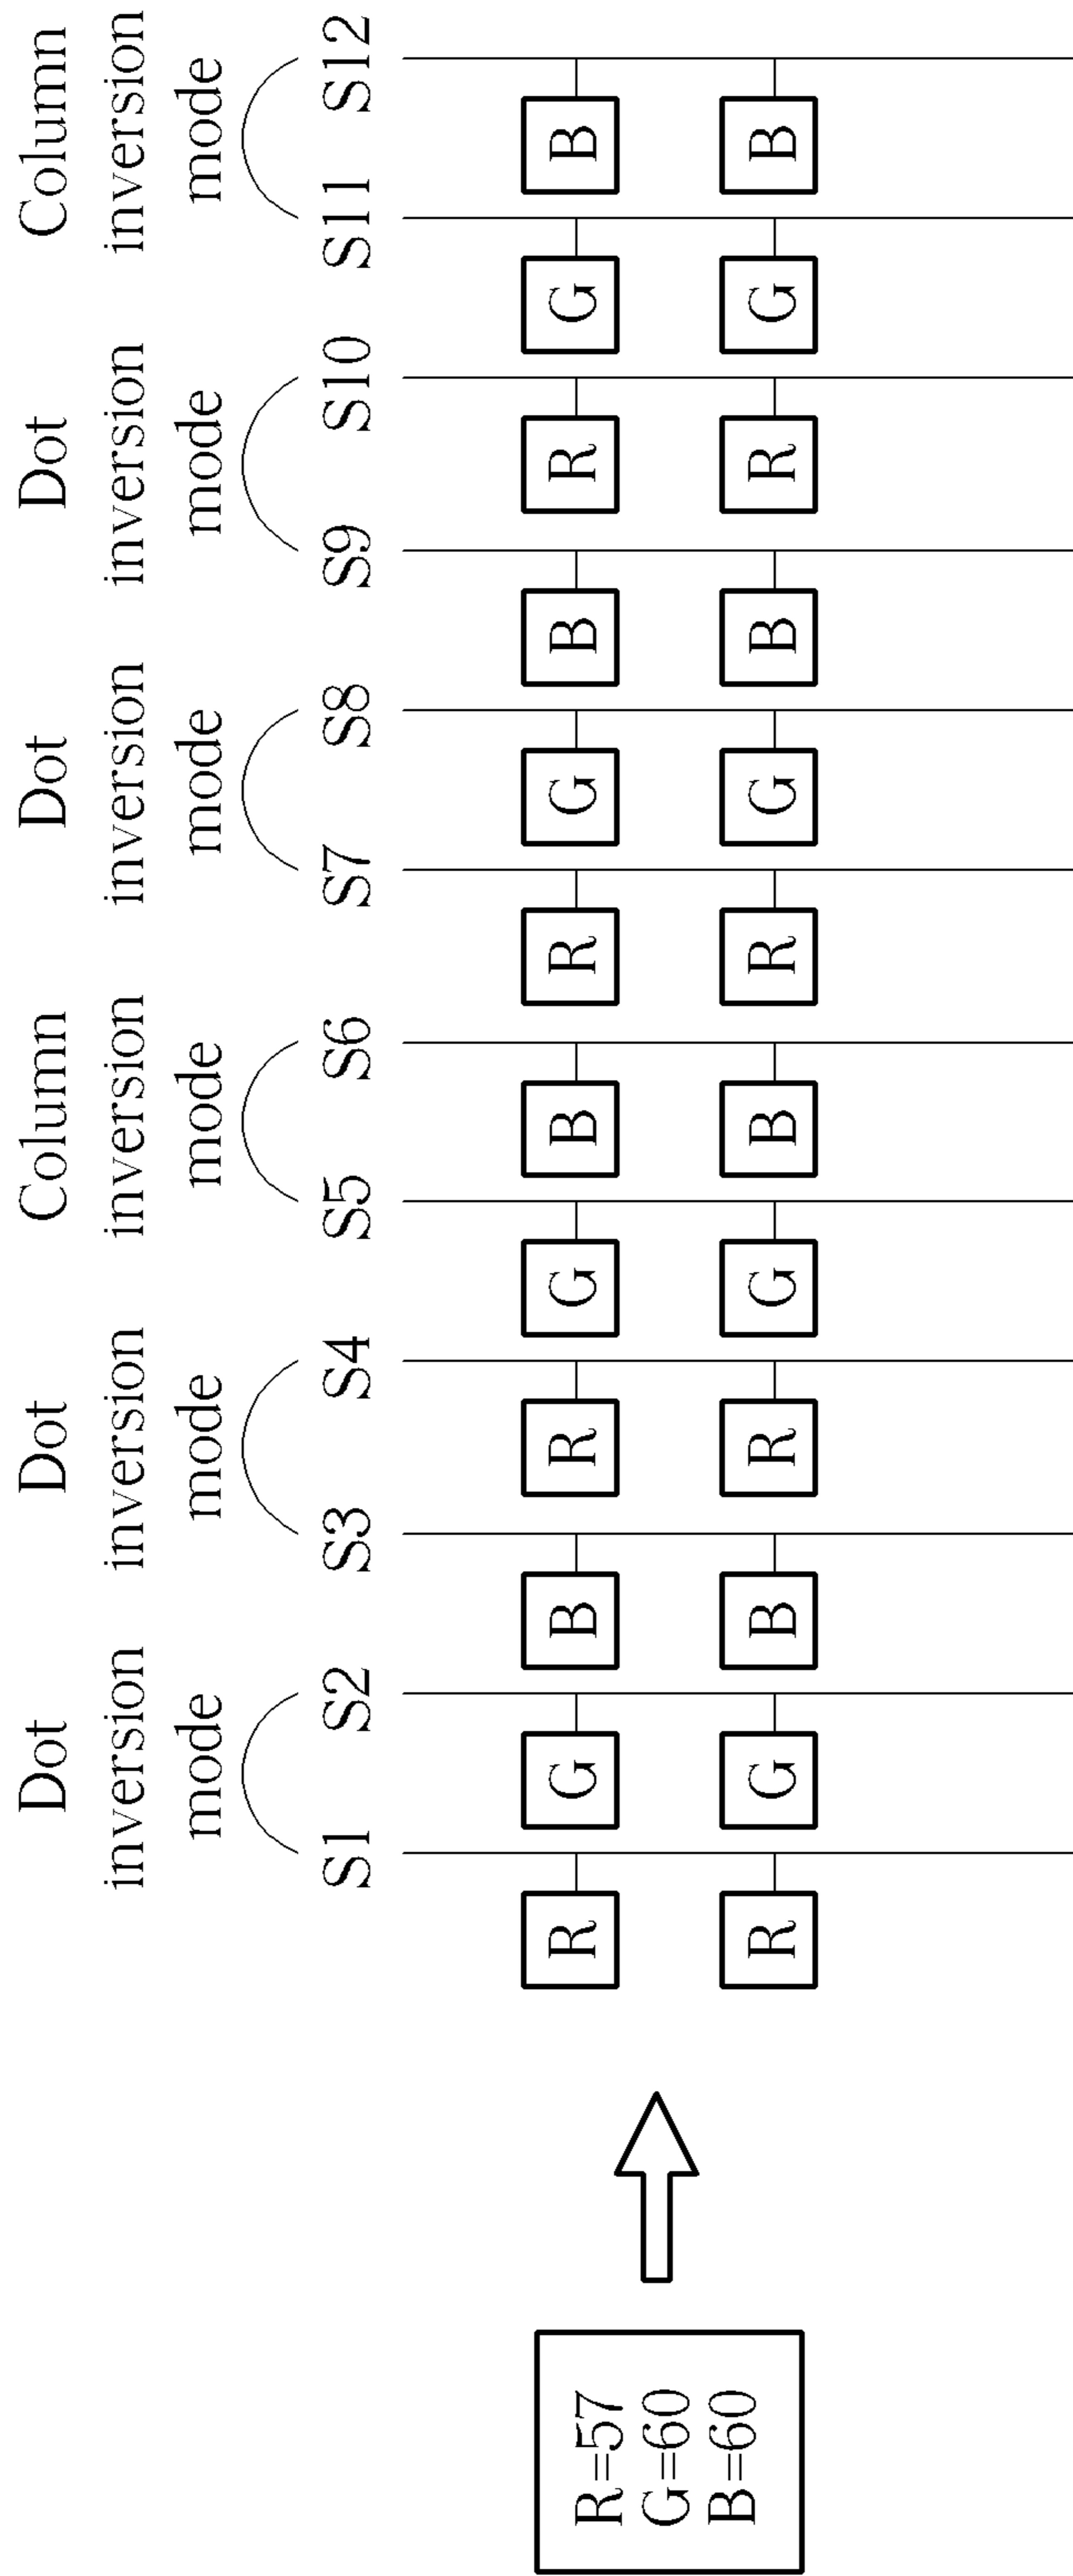 Dot Dot Column Dot Dot Column
inversion inversion inversion inversion inversion inversion
mode mode mode mode mode mode
S1 S2 S3 S4 S5 S6 S7 S8 S9 S10 S11 S12
R G B R G B R G B R G B
R=57
G=60
B=60
R G B R G B R G B R G B